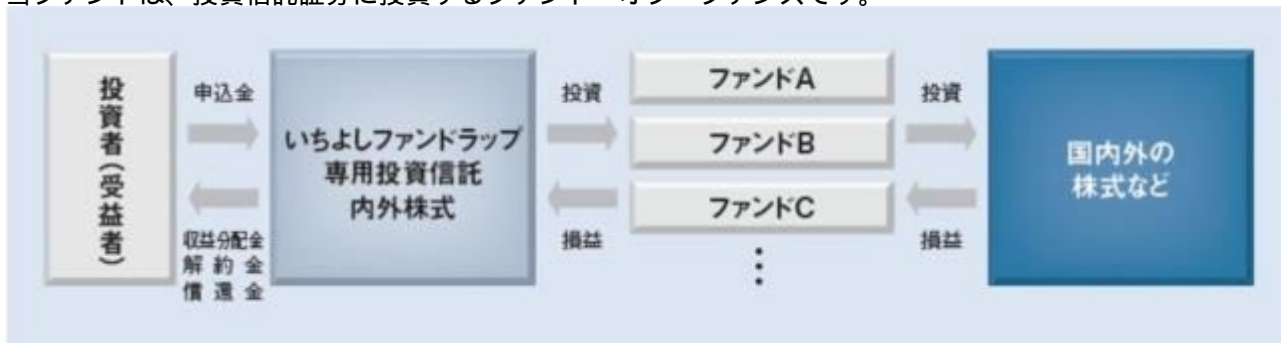 当ファンドは、投資信託証券に投資するファンド・オブ・ファンズです。
投資者(受益者)
申込金
収益分配金
解約金
償還金
いちよしファンドラップ
専用投資信託
内外株式
投資
損益
ファンドA
ファンドB
ファンドC
⋮
投資
損益
国内外の
株式など